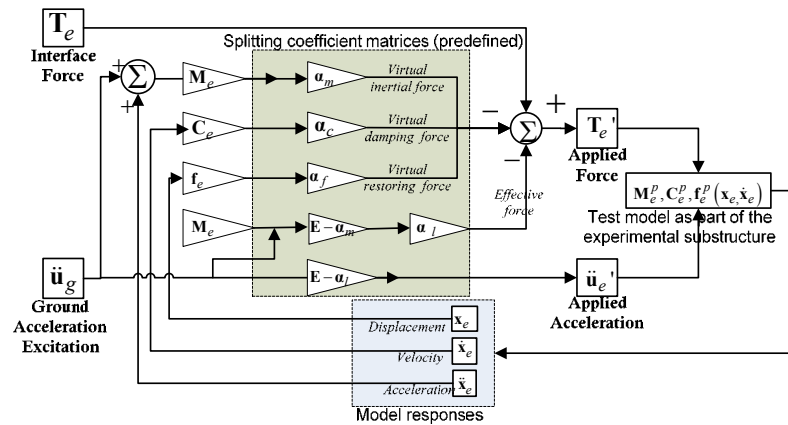 T_e
Interface
Force
Splitting coefficient matrices (predefined)
+
Σ
+
M_e
α_m
Virtual
inertial force
C_e
α_c
Virtual
damping force
f_e
α_f
Virtual
restoring force
M_e
E−α_m
α_l
Effective
force
−
Σ
+
−
T_e'
Applied
Force
M_e^p, C_e^p, f_e^p (x_e, ẋ_e)
Test model as part of the
experimental substructure
ü_g
Ground
Acceleration
Excitation
E−α_l
ü_e'
Applied
Acceleration
Displacement x_e
Velocity ẋ_e
Acceleration ẍ_e
Model responses